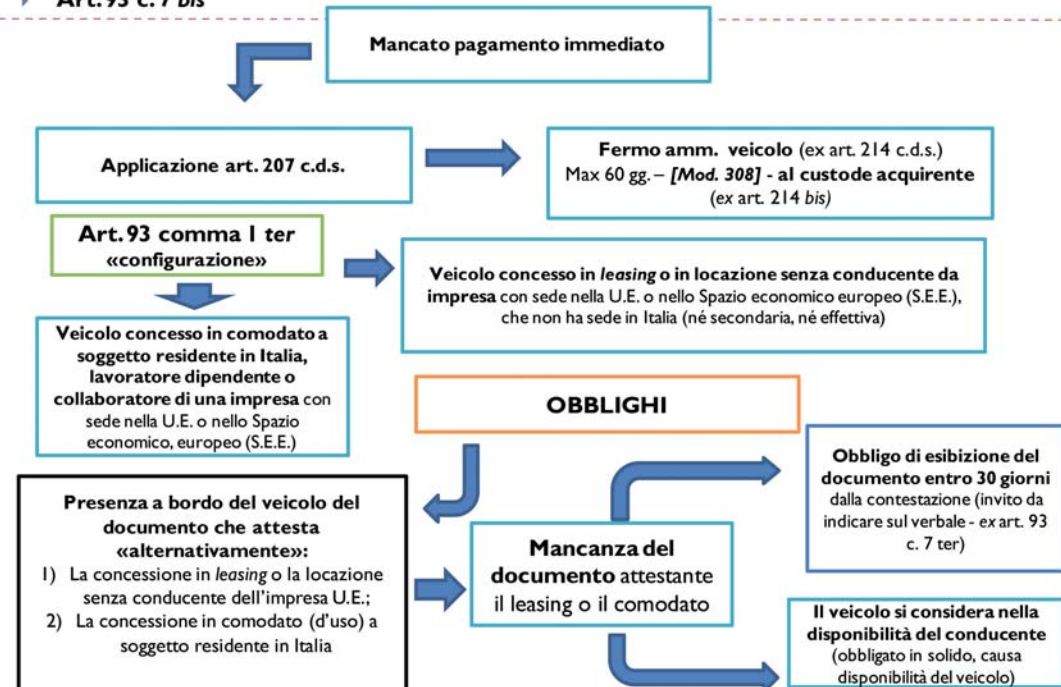 Art. 93 c. 7 bis
Mancato pagamento immediato
Applicazione art. 207 c.d.s.
Fermo amm. veicolo (ex art. 214 c.d.s.)
Max 60 gg. – [Mod. 308] - al custode acquirente
(ex art. 214 bis)
Art. 93 comma 1 ter
«configurazione»
Veicolo concesso in leasing o in locazione senza conducente da
impresa con sede nella U.E. o nello Spazio economico europeo (S.E.E.),
che non ha sede in Italia (né secondaria, né effettiva)
Veicolo concesso in comodato a
soggetto residente in Italia,
lavoratore dipendente o
collaboratore di una impresa con
sede nella U.E. o nello Spazio
economico, europeo (S.E.E.)
OBBLIGHI
Presenza a bordo del veicolo del
documento che attesta
«alternativamente»:
1) La concessione in leasing o la locazione
senza conducente dell'impresa U.E.;
2) La concessione in comodato (d'uso) a
soggetto residente in Italia
Mancanza del
documento attestante
il leasing o il comodato
Obbligo di esibizione del
documento entro 30 giorni
dalla contestazione (invito da
indicare sul verbale - ex art. 93
c. 7 ter)
Il veicolo si considera nella
disponibilità del conducente
(obbligato in solido, causa
disponibilità del veicolo)